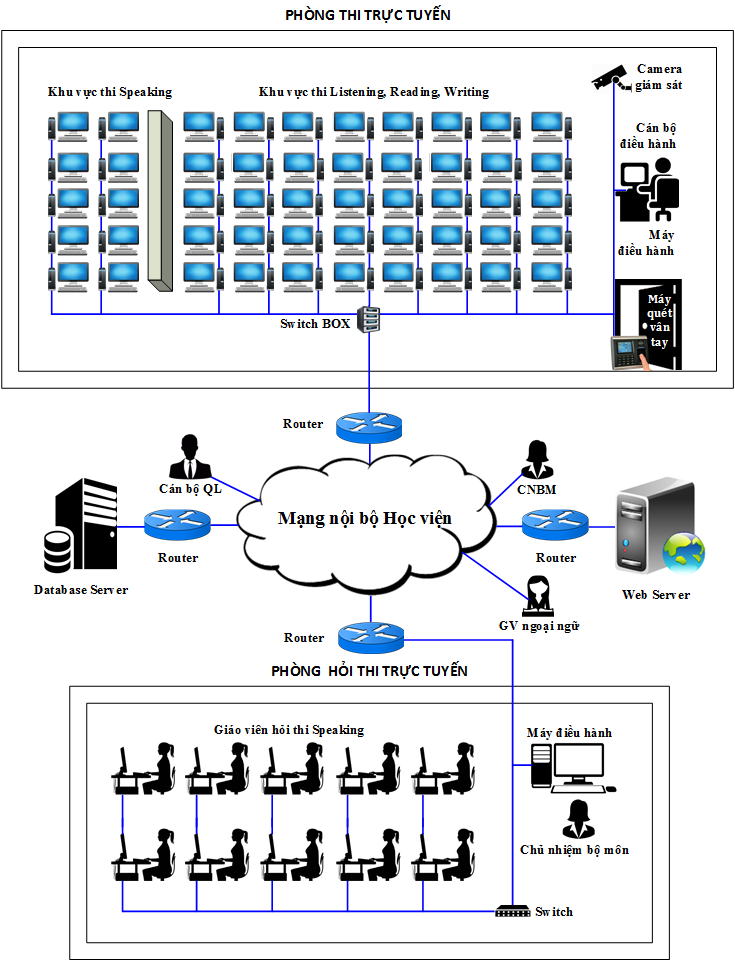 PHÒNG THI TRỰC TUYẾN
Khu vực thi Speaking
Khu vực thi Listening, Reading, Writing
Camera
giám sát
Cán bộ
điều hành
Máy
điều hành
Máy
quét
vân
tay
Switch BOX
Router
Cán bộ QL
CNBM
Mạng nội bộ Học viện
Router
Router
Database Server
Web Server
GV ngoại ngữ
Router
PHÒNG HỎI THI TRỰC TUYẾN
Giáo viên hỏi thi Speaking
Máy điều hành
Chủ nhiệm bộ môn
Switch